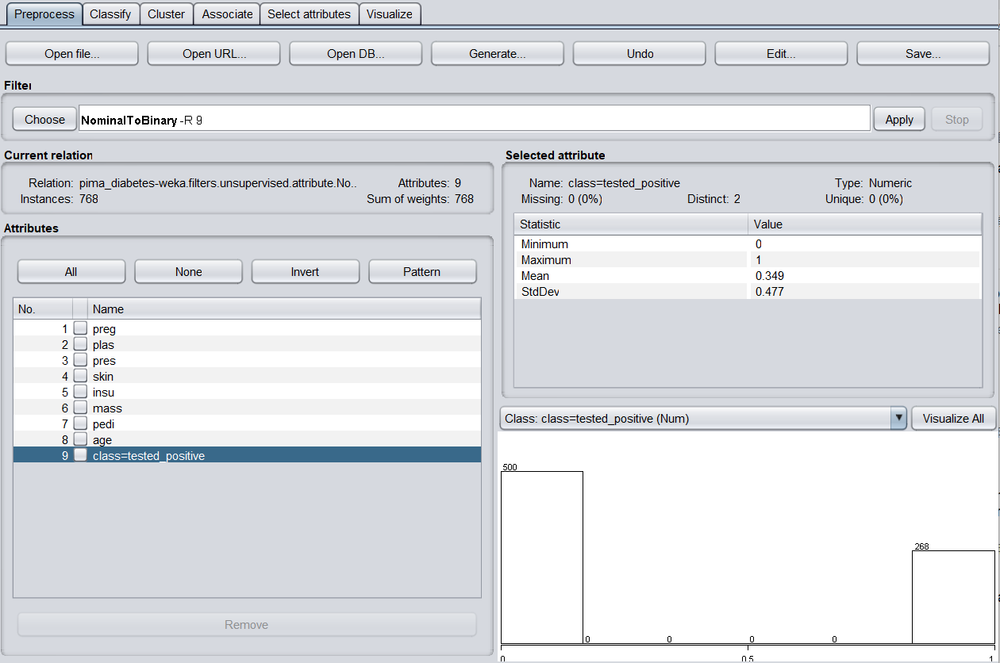 Preprocess Classify Cluster Associate Select attributes Visualize
Open file... Open URL... Open DB... Generate... Undo Edit... Save...
Filter
Choose NominalToBinary -R 9 Apply Stop
Current relation
Relation: pima_diabetes-weka.filters.unsupervised.attribute.No.. Attributes: 9
Instances: 768 Sum of weights: 768
Attributes
All None Invert Pattern
No. Name
1 preg
2 plas
3 pres
4 skin
5 insu
6 mass
7 pedi
8 age
9 class=tested_positive
Remove
Selected attribute
Name: class=tested_positive Type: Numeric
Missing: 0 (0%) Distinct: 2 Unique: 0 (0%)
Statistic Value
Minimum 0
Maximum 1
Mean 0.349
StdDev 0.477
Class: class=tested_positive (Num) Visualize All
500
268
0 0 0 0
0 0.5 1